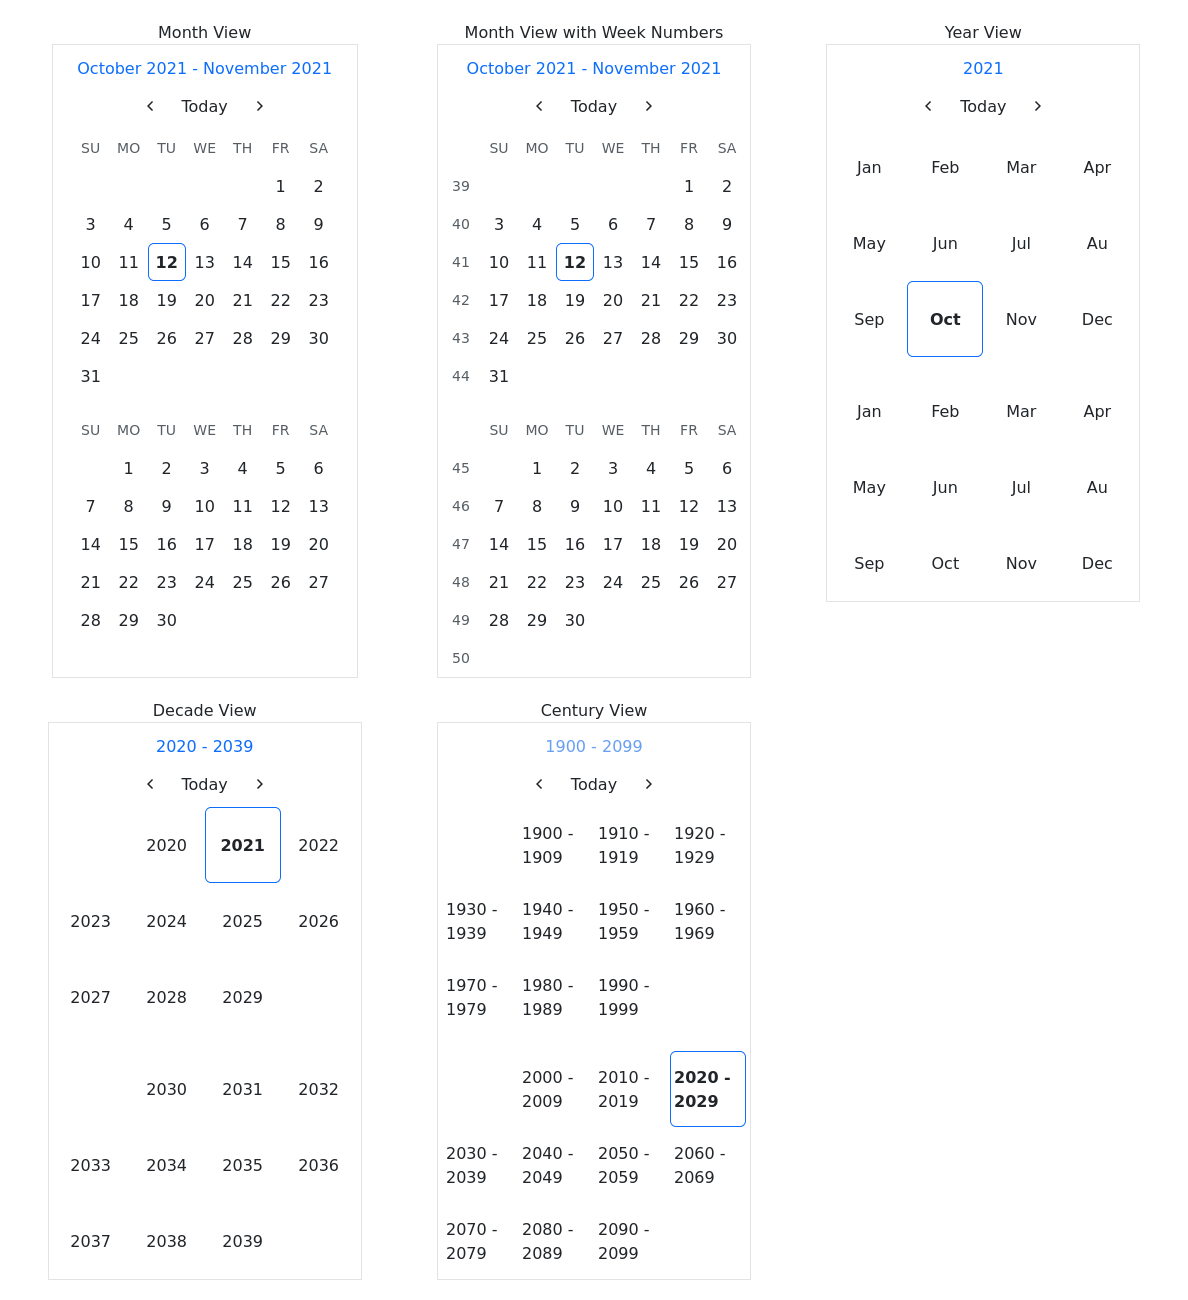 Month View
October 2021 - November 2021
Today
SU MO TU WE TH FR SA
1 2
3 4 5 6 7 8 9
10 11 12 13 14 15 16
17 18 19 20 21 22 23
24 25 26 27 28 29 30
31
SU MO TU WE TH FR SA
1 2 3 4 5 6
7 8 9 10 11 12 13
14 15 16 17 18 19 20
21 22 23 24 25 26 27
28 29 30
Month View with Week Numbers
October 2021 - November 2021
Today
SU MO TU WE TH FR SA
39 1 2
40 3 4 5 6 7 8 9
41 10 11 12 13 14 15 16
42 17 18 19 20 21 22 23
43 24 25 26 27 28 29 30
44 31
SU MO TU WE TH FR SA
45 1 2 3 4 5 6
46 7 8 9 10 11 12 13
47 14 15 16 17 18 19 20
48 21 22 23 24 25 26 27
49 28 29 30
50
Year View
2021
Today
Jan Feb Mar Apr
May Jun Jul Au
Sep Oct Nov Dec
Jan Feb Mar Apr
May Jun Jul Au
Sep Oct Nov Dec
Decade View
2020 - 2039
Today
2020 2021 2022
2023 2024 2025 2026
2027 2028 2029
2030 2031 2032
2033 2034 2035 2036
2037 2038 2039
Century View
1900 - 2099
Today
1900 - 1910 - 1920 -
1909 1919 1929
1930 - 1940 - 1950 - 1960 -
1939 1949 1959 1969
1970 - 1980 - 1990 -
1979 1989 1999
2000 - 2010 - 2020 -
2009 2019 2029
2030 - 2040 - 2050 - 2060 -
2039 2049 2059 2069
2070 - 2080 - 2090 -
2079 2089 2099